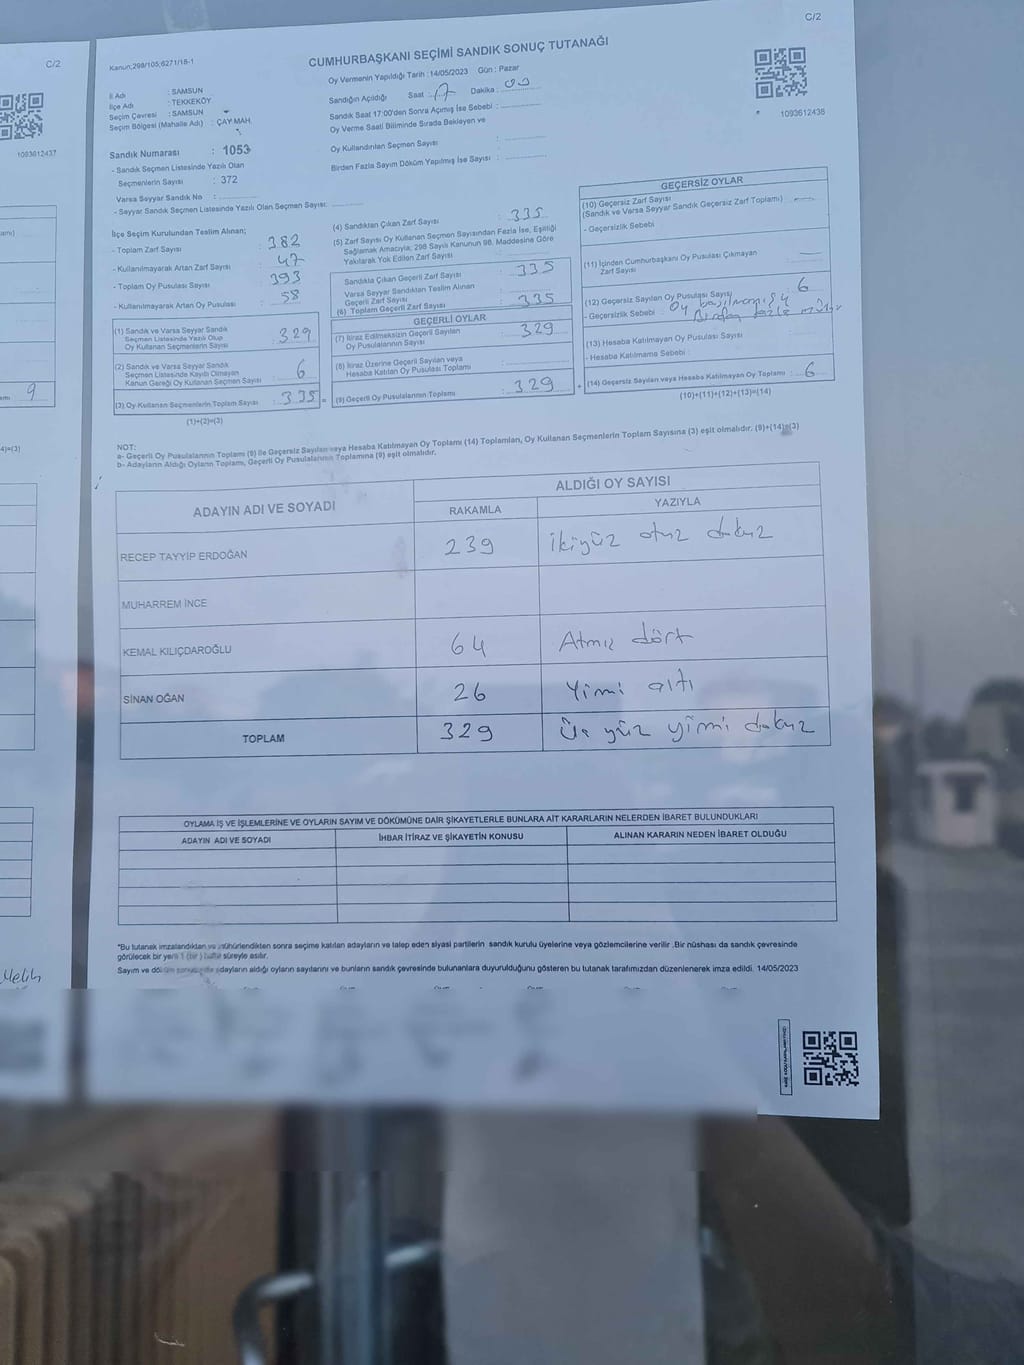 C/2
1093612437
9
C/2
Kanun;298/105;6271/18-1
CUMHURBAŞKANI SEÇİMİ SANDIK SONUÇ TUTANAĞI
Oy Vermenin Yapıldığı Tarih : 14/05/2023 Gün : Pazar
1093612438
İl Adı : SAMSUN
İlçe Adı : TEKKEKÖY
Seçim Çevresi : SAMSUN
Seçim Bölgesi (Mahalle Adı) : ÇAY MAH.
Sandık Numarası : 1053
- Sandık Seçmen Listesinde Yazılı Olan
Seçmenlerin Sayısı : 372
Varsa Seyyar Sandık No :
- Seyyar Sandık Seçmen Listesinde Yazılı Olan Seçmen Sayısı:
Sandığın Açıldığı Saat : 17 Dakika : 00
Sandık Saat 17:00'den Sonra Açımış İse Sebebi :
Oy Verme Saati Bitiminde Sırada Bekleyen ve
Oy Kullandırılan Seçmen Sayısı :
Birden Fazla Sayım Döküm Yapılmış İse Sayısı :
İlçe Seçim Kurulundan Teslim Alınan;
- Toplam Zarf Sayısı : 382
- Kullanılmayarak Artan Zarf Sayısı : 47
- Toplam Oy Pusulası Sayısı : 393
- Kullanılmayarak Artan Oy Pusulası : 58
(1) Sandık ve Varsa Seyyar Sandık
Seçmen Listesinde Yazılı Olup
Oy Kullanan Seçmenlerin Sayısı : 329
(2) Sandık ve Varsa Seyyar Sandık
Seçmen Listesinde Kayıtlı Olmayan
Kanun Gereği Oy Kullanan Seçmen Sayısı : 6
(3) Oy Kullanan Seçmenlerin Toplam Sayısı : 335
(1)+(2)=(3)
(4) Sandıktan Çıkan Zarf Sayısı : 335
(5) Zarf Sayısı Oy Kullanan Seçmen Sayısından Fazla İse, Eşitliği
Sağlamak Amacıyla; 298 Sayılı Kanunun 98. Maddesine Göre
Yakılarak Yok Edilen Zarf Sayısı :
Sandıkta Çıkan Geçerli Zarf Sayısı : 335
Varsa Seyyar Sandıktan Teslim Alınan
Geçerli Zarf Sayısı :
(6) Toplam Geçerli Zarf Sayısı : 335
GEÇERLİ OYLAR
(7) İtiraz Edilmeksizin Geçerli Sayılan
Oy Pusulalarının Sayısı : 329
(8) İtiraz Üzerine Geçerli Sayılan veya
Hesaba Katılan Oy Pusulası Toplamı :
(9) Geçerli Oy Pusulalarının Toplamı : 329
GEÇERSİZ OYLAR
(10) Geçersiz Zarf Sayısı
(Sandık ve Varsa Seyyar Sandık Geçersiz Zarf Toplamı) : —
- Geçersizlik Sebebi
(11) İçinden Cumhurbaşkanı Oy Pusulası Çıkmayan
Zarf Sayısı : —
(12) Geçersiz Sayılan Oy Pusulası Sayısı : 6
- Geçersizlik Sebebi : Oy basılmamış 4
Birden fazla mühür
(13) Hesaba Katılmayan Oy Pusulası Sayısı :
- Hesaba Katılmama Sebebi :
(14) Geçersiz Sayılan veya Hesaba Katılmayan Oy Toplamı : 6
(10)+(11)+(12)+(13)=(14)
NOT:
a- Geçerli Oy Pusulalarının Toplamı (9) ile Geçersiz Sayılan veya Hesaba Katılmayan Oy Toplamı (14) Toplamları, Oy Kullanan Seçmenlerin Toplam Sayısına (3) eşit olmalıdır. (9)+(14)=(3)
b- Adayların Aldığı Oyların Toplamı, Geçerli Oy Pusulalarının Toplamına (9) eşit olmalıdır.
ADAYIN ADI VE SOYADI
ALDIĞI OY SAYISI
RAKAMLA YAZIYLA
RECEP TAYYİP ERDOĞAN 239 ikiyüz otuz dokuz
MUHARREM İNCE
KEMAL KILIÇDAROĞLU 64 Atmış dört
SİNAN OĞAN 26 Yirmi altı
TOPLAM 329 Üç yüz yirmi dokuz
OYLAMA İŞ VE İŞLEMLERİNE VE OYLARIN SAYIM VE DÖKÜMÜNE DAİR ŞİKAYETLERLE BUNLARA AİT KARARLARIN NELERDEN İBARET BULUNDUKLARI
ADAYIN ADI VE SOYADI İHBAR İTİRAZ VE ŞİKAYETİN KONUSU ALINAN KARARIN NEDEN İBARET OLDUĞU
*Bu tutanak imzalandıktan ve mühürlendikten sonra seçime katılan adayların ve talep eden siyasi partilerin sandık kurulu üyelerine veya gözlemcilerine verilir .Bir nüshası da sandık çevresinde
görülecek bir yere 1 (bir) hafta süreyle asılır.
Sayım ve döküm sonucunda adayların aldığı oyların sayılarını ve bunların sandık çevresinde bulunanlara duyurulduğunu gösteren bu tutanak tarafımızdan düzenlenerek imza edildi. 14/05/2023
Melih